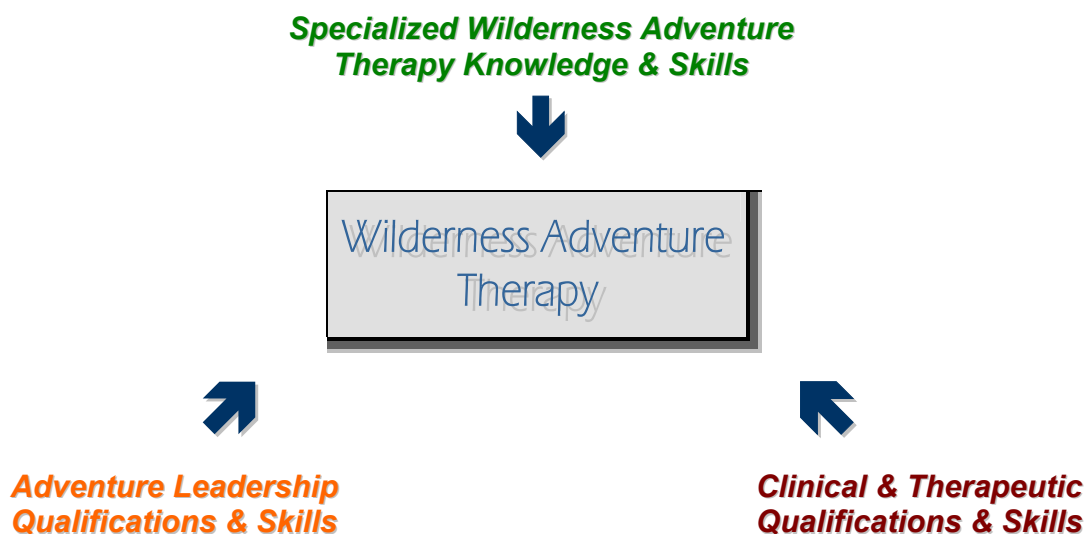 Specialized Wilderness Adventure
Therapy Knowledge & Skills
Wilderness Adventure
Therapy
Adventure Leadership
Qualifications & Skills
Clinical & Therapeutic
Qualifications & Skills